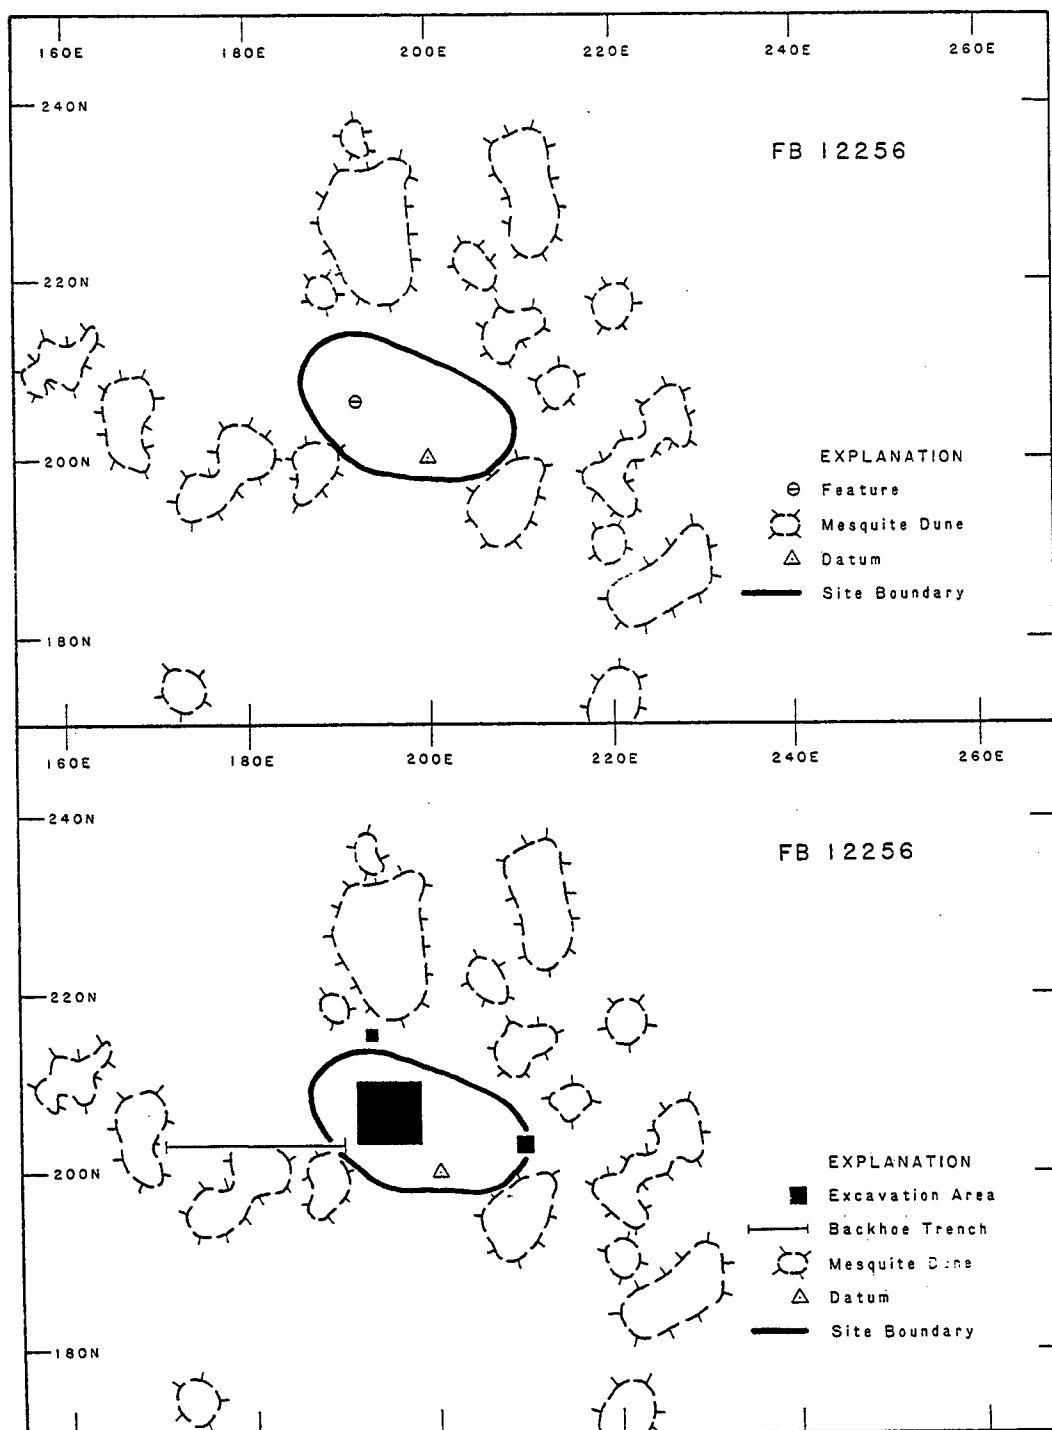 160E 180E 200E 220E 240E 260E
240N
FB 12256
220N
200N
EXPLANATION
Feature
Mesquite Dune
Datum
Site Boundary
180N
160E 180E 200E 220E 240E 260E
240N
FB 12256
220N
200N
EXPLANATION
Excavation Area
Backhoe Trench
Mesquite Dune
Datum
Site Boundary
180N